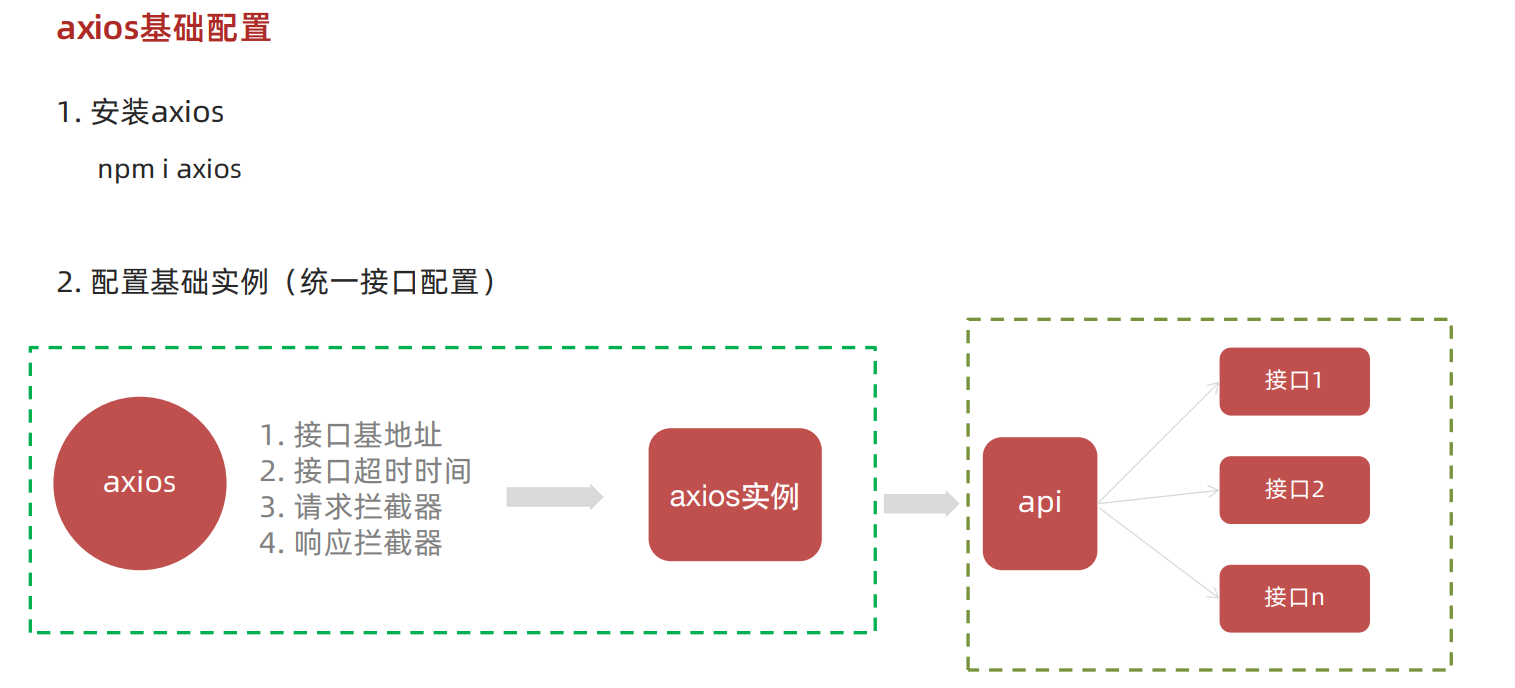 axios基础配置
1. 安装axios
npm i axios
2. 配置基础实例（统一接口配置）
axios
1. 接口基地址
2. 接口超时时间
3. 请求拦截器
4. 响应拦截器
axios实例
api
接口1
接口2
接口n